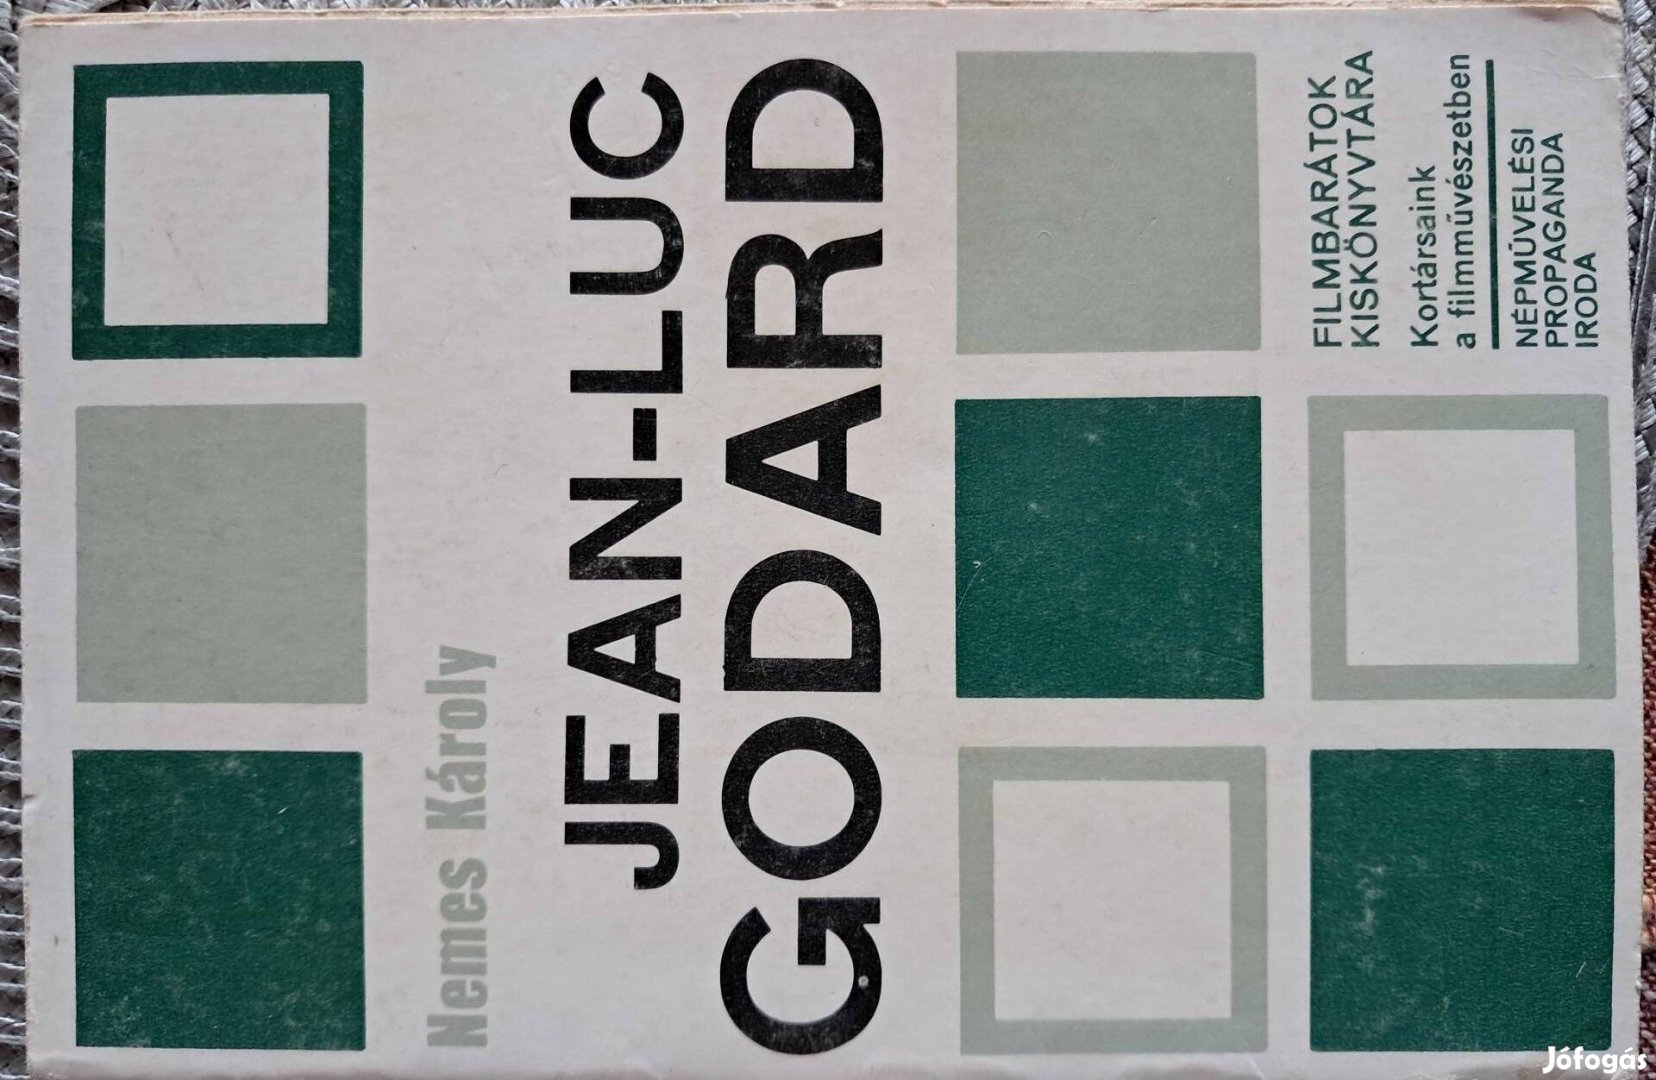 Nemes Károly
JEAN-LUC
GODARD
FILMBARÁTOK
KISKÖNYVTÁRA
Kortársaink
a filmművészetben
NÉPMŰVELÉSI
PROPAGANDA
IRODA
Jófogás